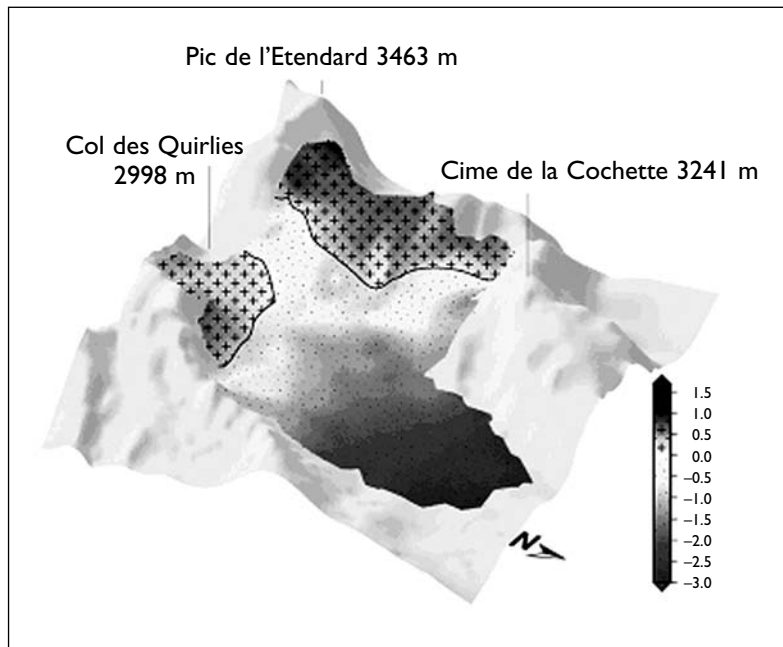 Pic de l'Etendard 3463 m
Col des Quirlies
2998 m
Cime de la Cochette 3241 m
1.5
1.0
0.5
0.0
–0.5
–1.0
–1.5
–2.0
–2.5
–3.0
N